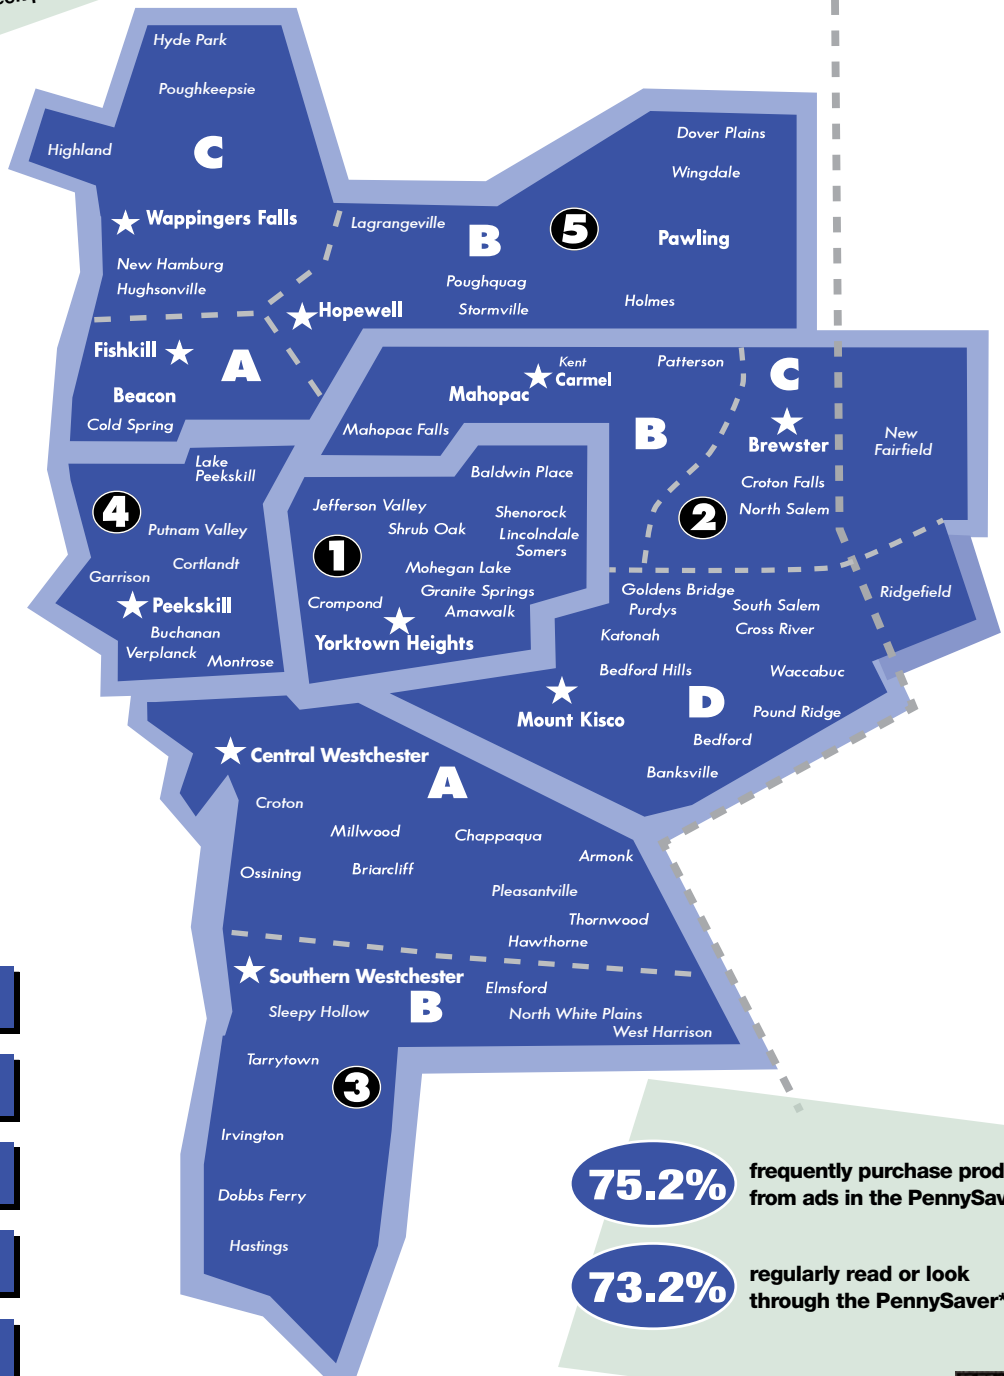 Hyde Park
Poughkeepsie
Highland
C
Wappingers Falls
New Hamburg
Hughsonville
Dover Plains
Wingdale
Lagrangeville
B
5
Pawling
Poughquag
Stormville
Holmes
Hopewell
Fishkill
A
Beacon
Cold Spring
Kent
Carmel
Mahopac
Patterson
C
Mahopac Falls
B
Brewster
New
Fairfield
Croton Falls
North Salem
2
Lake
Peekskill
4
Putnam Valley
Cortlandt
Garrison
Peekskill
Buchanan
Verplanck
Montrose
Baldwin Place
Jefferson Valley
Shenorock
Shrub Oak
Lincolndale
Somers
1
Mohegan Lake
Granite Springs
Crompond
Amawalk
Yorktown Heights
Goldens Bridge
Purdys
South Salem
Cross River
Katonah
Ridgefield
Bedford Hills
Waccabuc
D
Mount Kisco
Pound Ridge
Bedford
Banksville
Central Westchester
A
Croton
Millwood
Chappaqua
Armonk
Ossining
Briarcliff
Pleasantville
Thornwood
Hawthorne
Southern Westchester
B
Elmsford
Sleepy Hollow
North White Plains
West Harrison
Tarrytown
3
Irvington
Dobbs Ferry
Hastings
75.2%
frequently purchase prod
from ads in the PennySav
73.2%
regularly read or look
through the PennySaver*